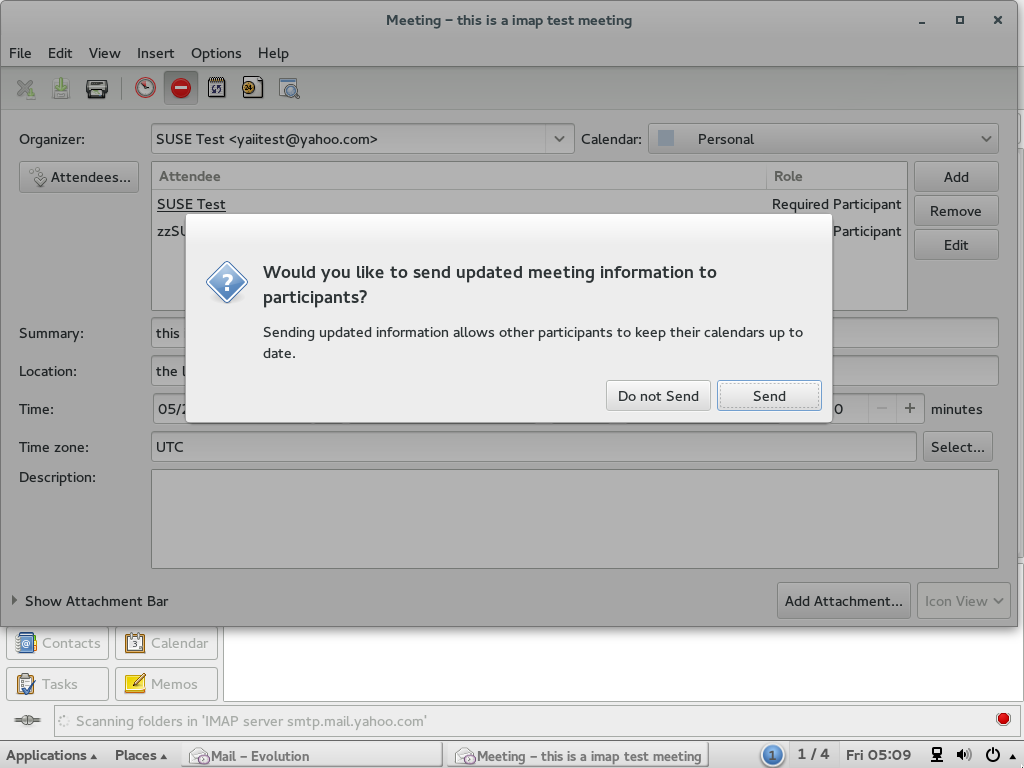 Meeting – this is a imap test meeting
File Edit View Insert Options Help
Organizer: SUSE Test <yaiitest@yahoo.com> Calendar: Personal
Attendees... Attendee Role Add
SUSE Test Required Participant Remove
Participant Edit
Would you like to send updated meeting information to
participants?
Sending updated information allows other participants to keep their calendars up to
date.
Do not Send Send
Summary: this
Location: the
Time: minutes
Time zone: UTC Select...
Description:
Show Attachment Bar Add Attachment... Icon View
Contacts Calendar
Tasks Memos
Scanning folders in 'IMAP server smtp.mail.yahoo.com'
Applications Places Mail – Evolution Meeting – this is a imap test meeting 1 1 / 4 Fri 05:09